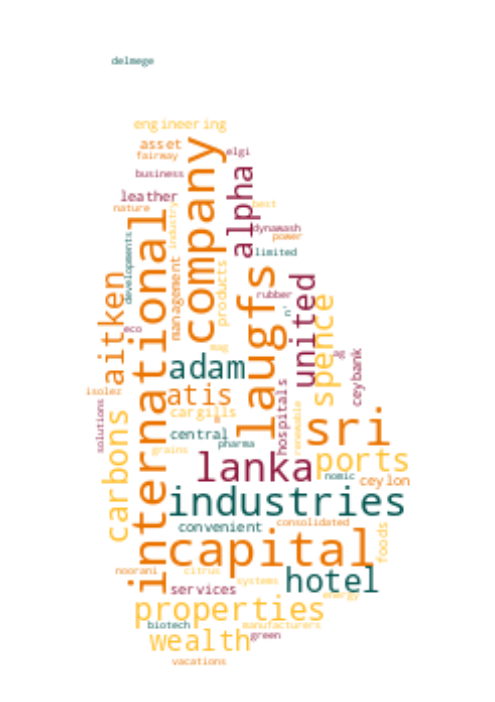 delmege
engineering
asset
fairway
elgi
business
company
alpha
leather
nature
best
industry
dynawash
power
developments
international
limited
management
products
laugfs
aitken
united
rubber
n'
spence
eco
mag
adam
ceybank
isolez
atis
hospitals
renewable
solutions
carbons
cargills
sri
central
pharma
grains
lanka
ports
nomic
ceylon
industries
convenient
consolidated
foods
capital
noorani
citrus
systems
hotel
services
energy
properties
biotech
manufacturers
wealth
green
vacations